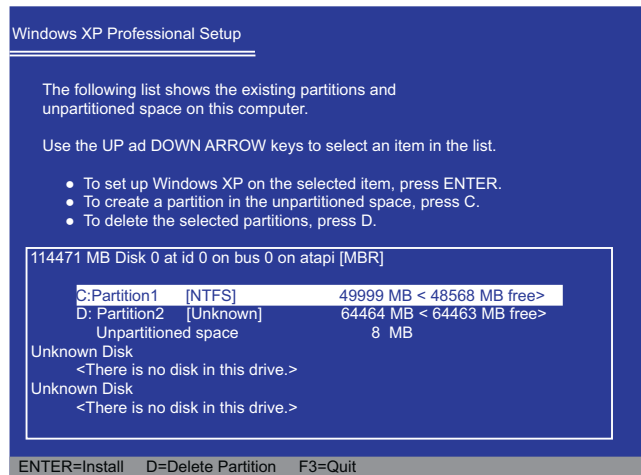 Windows XP Professional Setup
The following list shows the existing partitions and
unpartitioned space on this computer.
Use the UP ad DOWN ARROW keys to select an item in the list.
● To set up Windows XP on the selected item, press ENTER.
● To create a partition in the unpartitioned space, press C.
● To delete the selected partitions, press D.
114471 MB Disk 0 at id 0 on bus 0 on atapi [MBR]
C:Partition1 [NTFS] 49999 MB < 48568 MB free>
D: Partition2 [Unknown] 64464 MB < 64463 MB free>
Unpartitioned space 8 MB
Unknown Disk
<There is no disk in this drive.>
Unknown Disk
<There is no disk in this drive.>
ENTER=Install D=Delete Partition F3=Quit